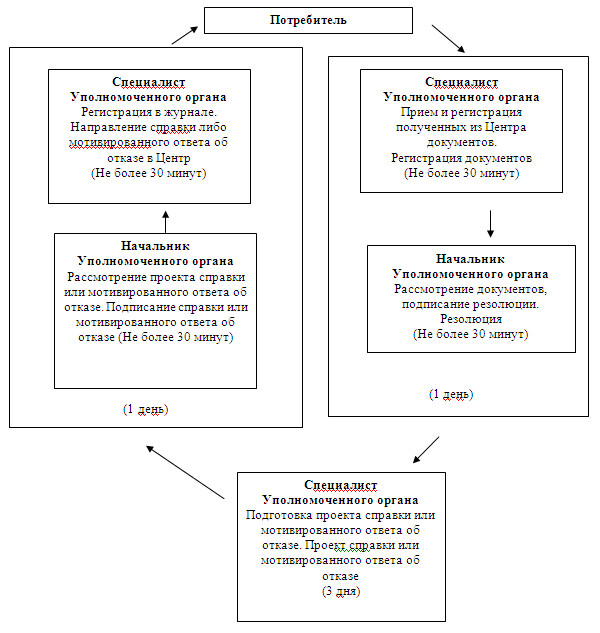 Потребитель
Специалист
Уполномоченного органа
Прием и регистрация
полученных из Центра
документов.
Регистрация документов
(Не более 30 минут)
Начальник
Уполномоченного органа
Рассмотрение документов,
подписание резолюции.
Резолюция
(Не более 30 минут)
(1 день)
Специалист
Уполномоченного органа
Подготовка проекта справки или
мотивированного ответа об
отказе. Проект справки или
мотивированного ответа об
отказе
(3 дня)
Начальник
Уполномоченного органа
Рассмотрение проекта справки
или мотивированного ответа об
отказе. Подписание справки или
мотивированного ответа об
отказе (Не более 30 минут)
(1 день)
Специалист
Уполномоченного органа
Регистрация в журнале.
Направление справки либо
мотивированного ответа об
отказе в Центр
(Не более 30 минут)